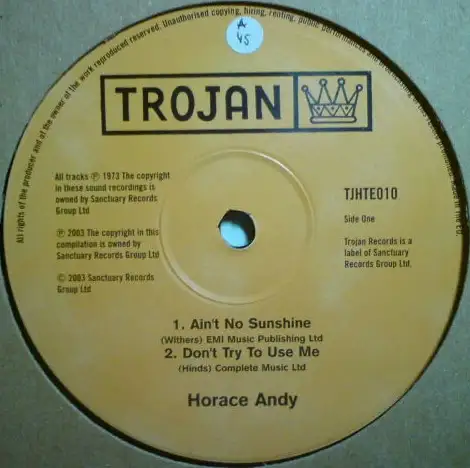 All rights of the producer and of the owner of the work reproduced reserved. Unauthorised copying, hiring, renting, public performance
A
45
TROJAN
All tracks ℗ 1973 The copyright
in these sound recordings is
owned by Sanctuary Records
Group Ltd
℗ 2003 The copyright in this
compilation is owned by
Sanctuary Records Group Ltd
© 2003 Sanctuary Records
Group Ltd
TJHTE010
Side One
Trojan Records is a
label of Sanctuary
Records Group Ltd.
1. Ain't No Sunshine
(Withers) EMI Music Publishing Ltd
2. Don't Try To Use Me
(Hinds) Complete Music Ltd
Horace Andy